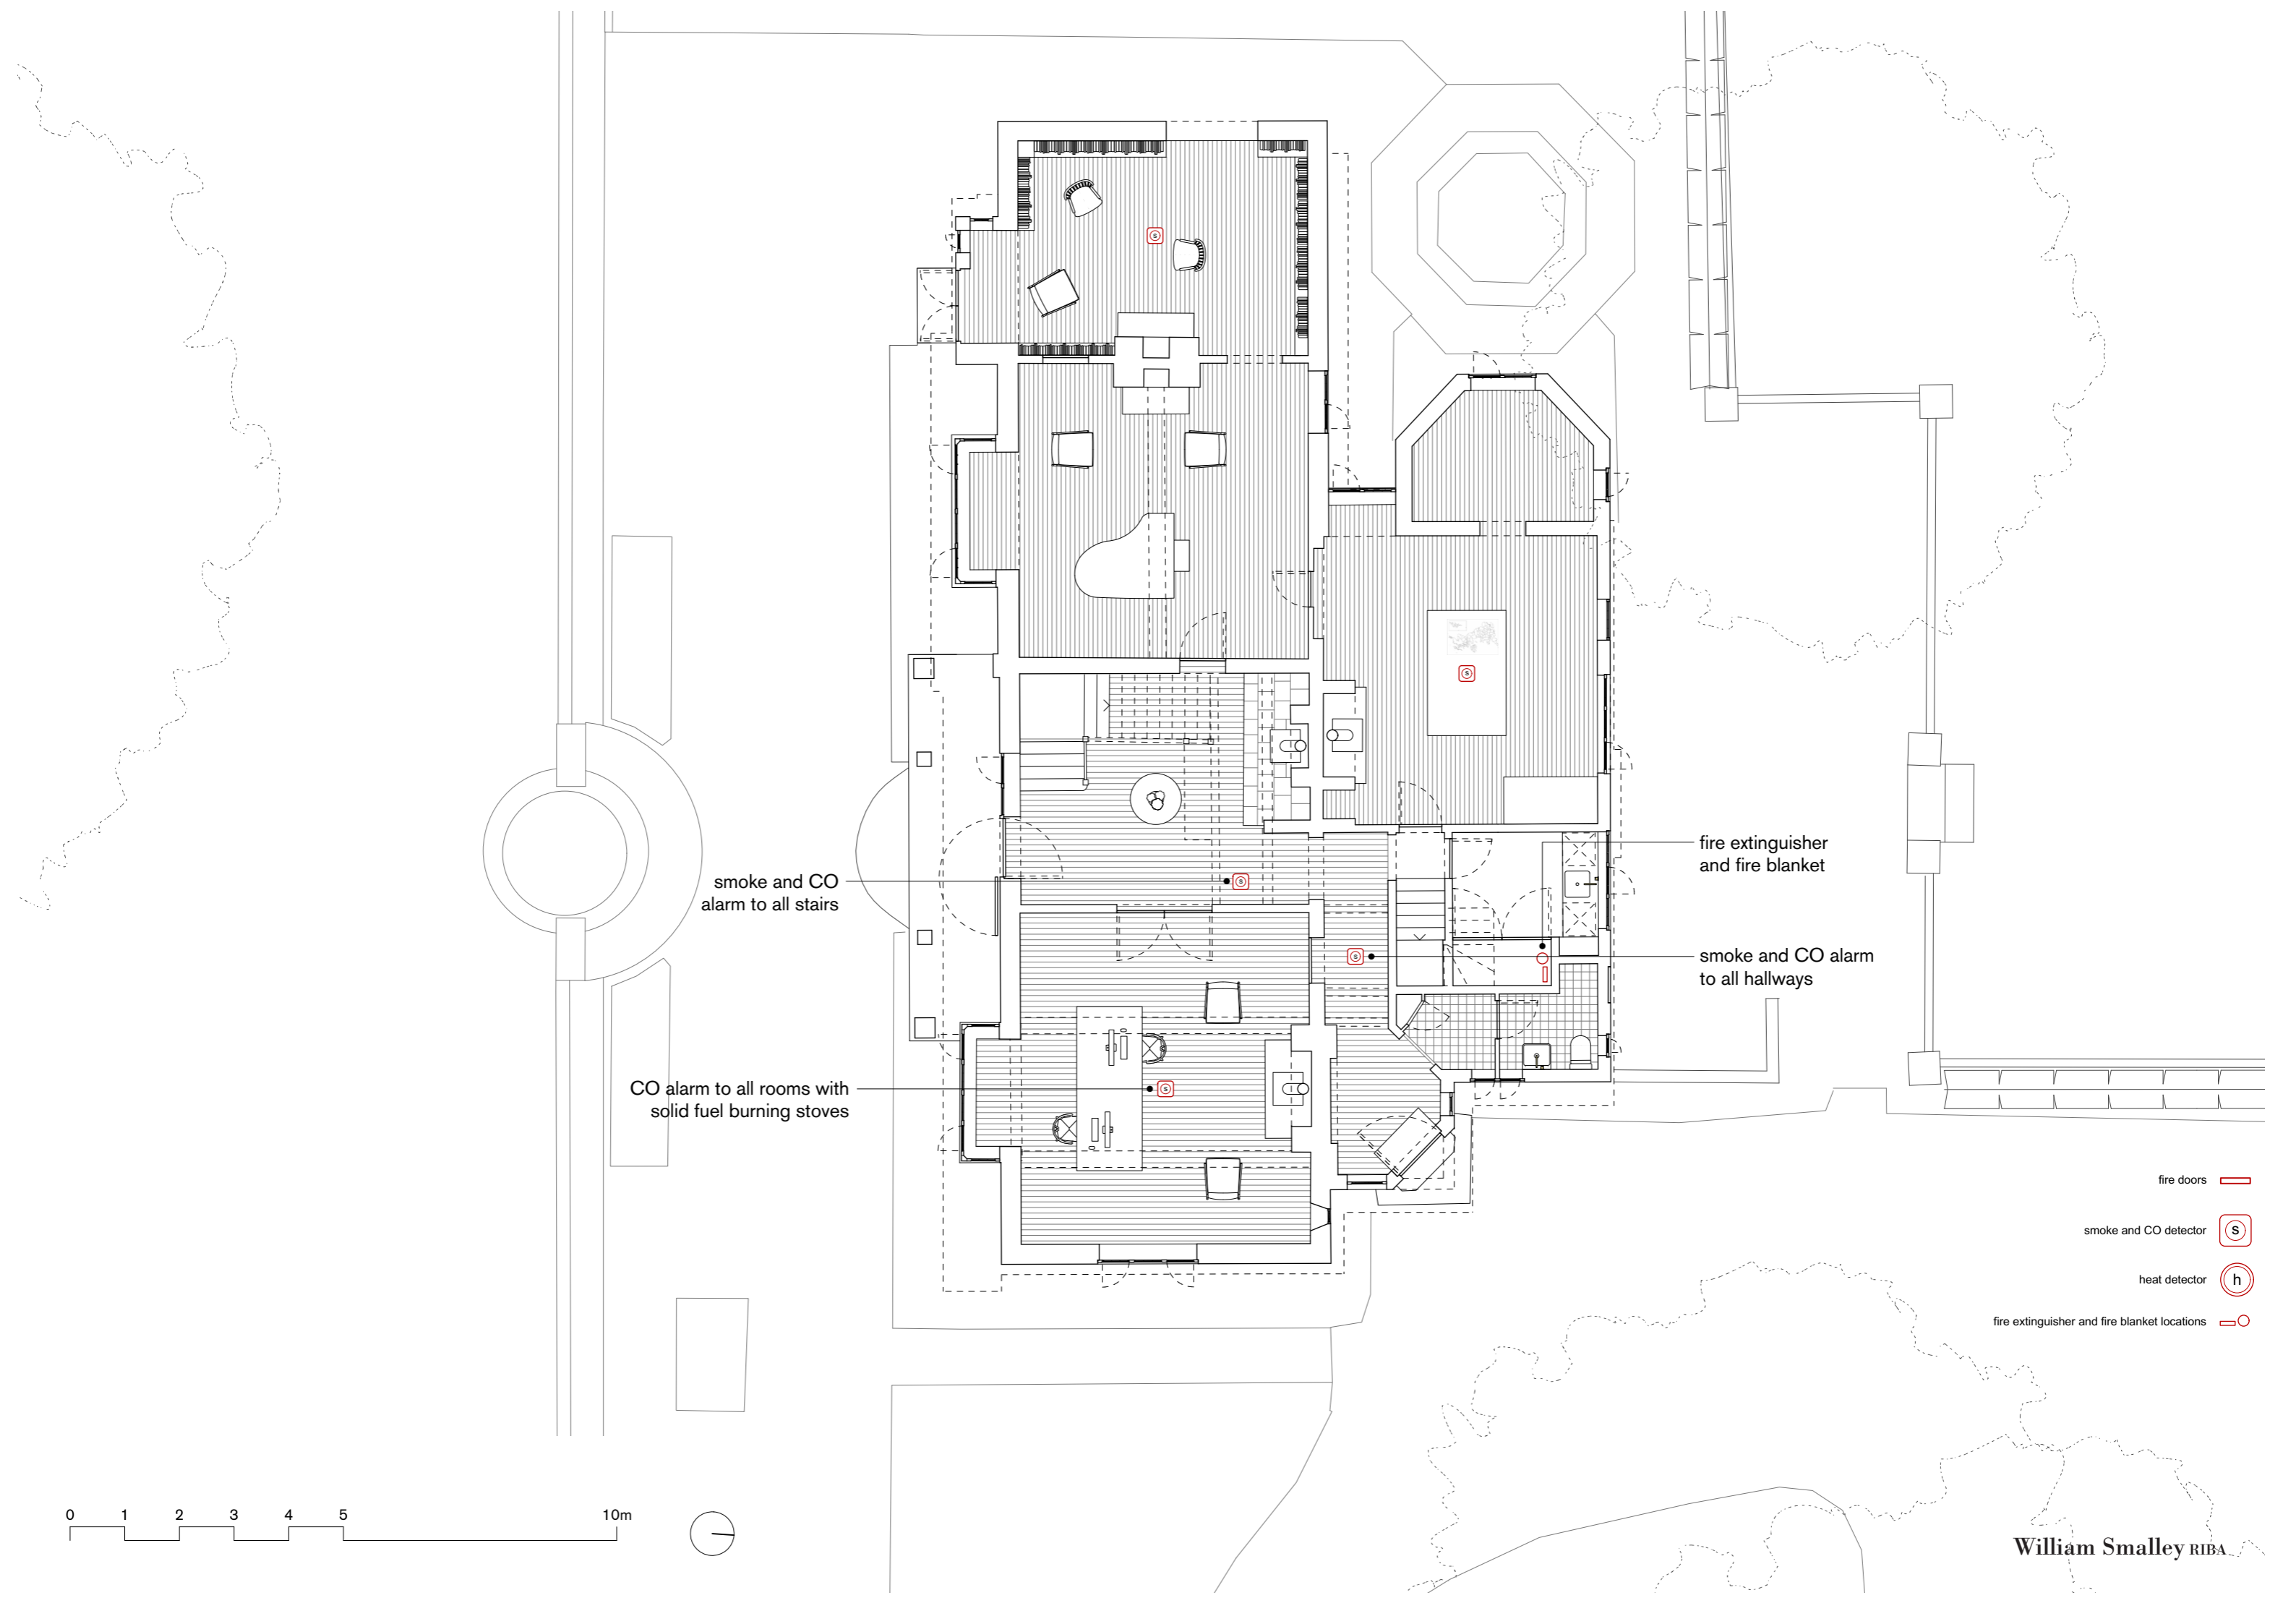 fire extinguisher
and fire blanket
smoke and CO
alarm to all stairs
smoke and CO alarm
to all hallways
CO alarm to all rooms with
solid fuel burning stoves
s
s
s
s
s
fire doors
smoke and CO detector
s
heat detector
h
fire extinguisher and fire blanket locations
0 1 2 3 4 5 10m
William Smalley RIBA